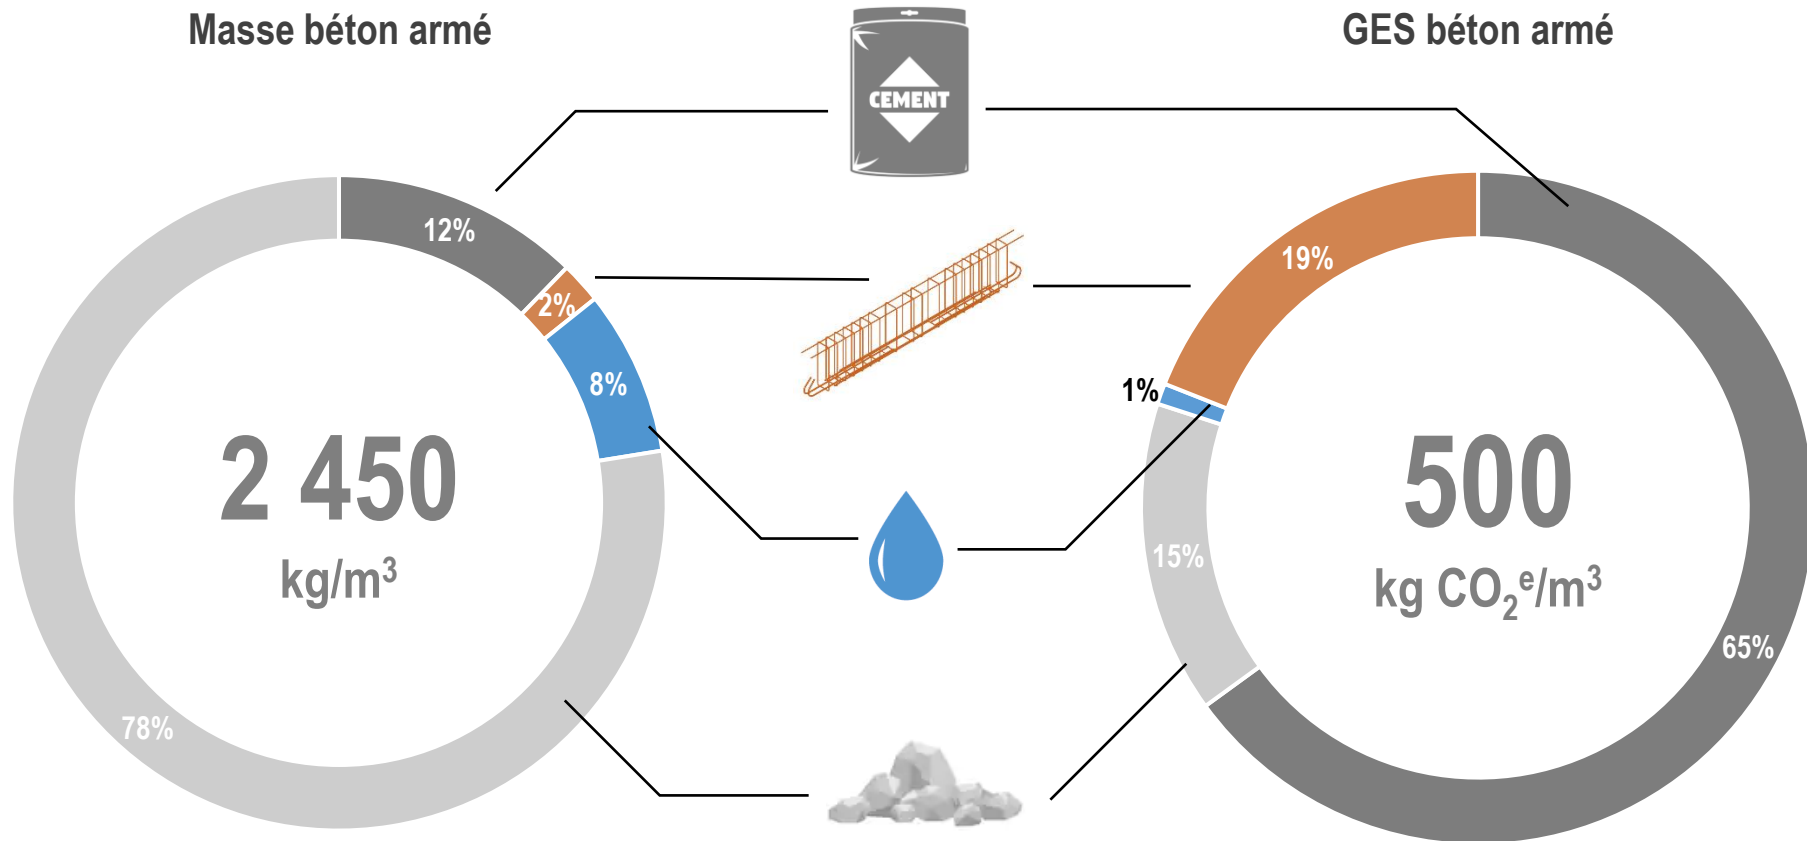 Masse béton armé
GES béton armé
CEMENT
12%
2%
8%
78%
2 450
kg/m³
19%
1%
15%
65%
500
kg CO₂ᵉ/m³